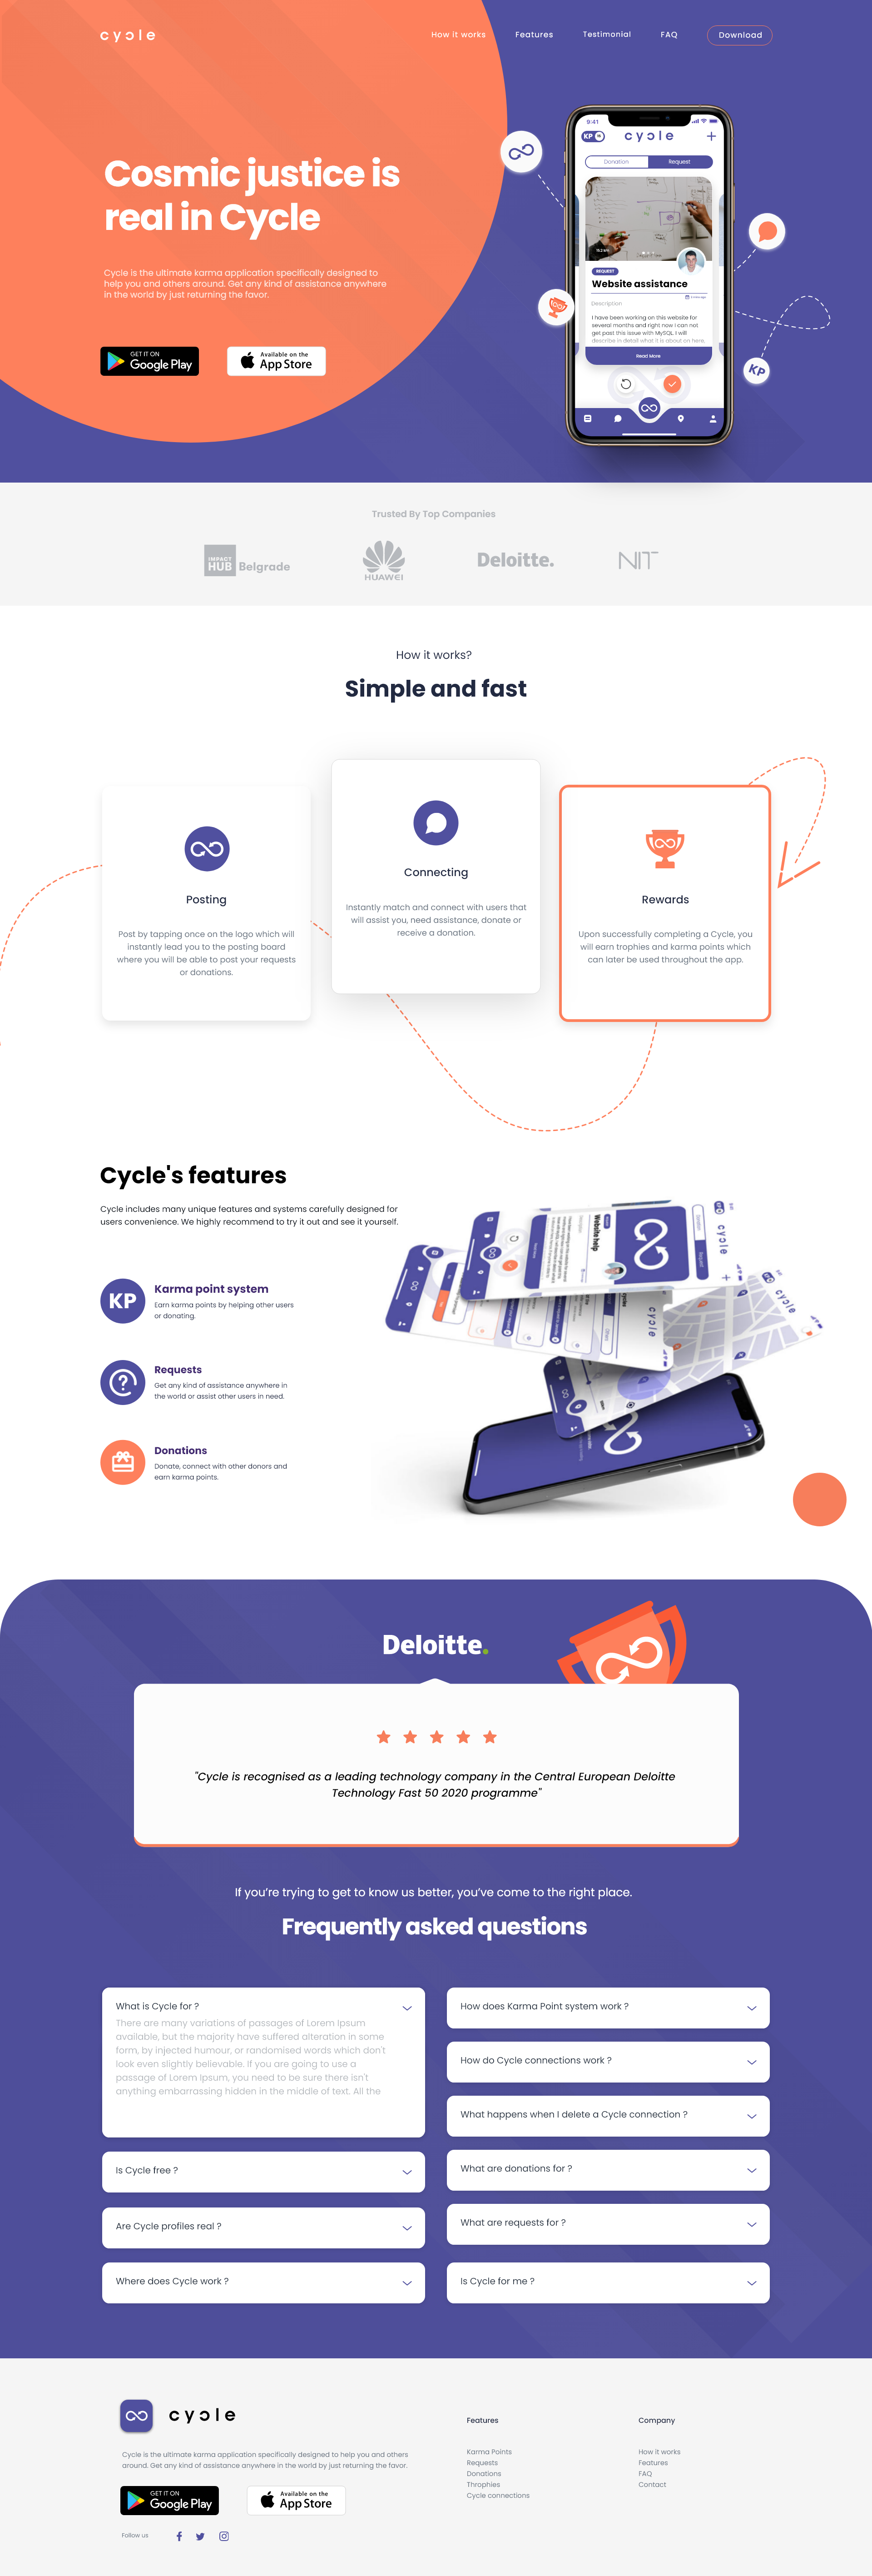 cycle
How it works
Features
Testimonial
FAQ
Download
Cosmic justice is
real in Cycle
Cycle is the ultimate karma application specifically designed to
help you and others around. Get any kind of assistance anywhere
in the world by just returning the favor.
GET IT ON
Google Play
Available on the
App Store
9:41
KP
cycle
Donation
Request
REQUEST
Website assistance
Description
I have been working on this website for
several months and right now I can not
get past this issue with MySQL I will
describe in detail what it is about on here.
Read More
KP
Trusted By Top Companies
IMPACT
HUB Belgrade
HUAWEI
Deloitte.
NIT
How it works?
Simple and fast
Posting
Post by tapping once on the logo which will
instantly lead you to the posting board
where you will be able to post your requests
or donations.
Connecting
Instantly match and connect with users that
will assist you, need assistance, donate or
receive a donation.
Rewards
Upon successfully completing a Cycle, you
will earn trophies and karma points which
can later be used throughout the app.
Cycle's features
Cycle includes many unique features and systems carefully designed for
users convenience. We highly recommend to try it out and see it yourself.
KP
Karma point system
Earn karma points by helping other users
or donating.
Requests
Get any kind of assistance anywhere in
the world or assist other users in need.
Donations
Donate, connect with other donors and
earn karma points.
Website help
cycle
cycle
Deloitte.
"Cycle is recognised as a leading technology company in the Central European Deloitte
Technology Fast 50 2020 programme"
If you're trying to get to know us better, you've come to the right place.
Frequently asked questions
What is Cycle for ?
There are many variations of passages of Lorem Ipsum
available, but the majority have suffered alteration in some
form, by injected humour, or randomised words which don't
look even slightly believable. If you are going to use a
passage of Lorem Ipsum, you need to be sure there isn't
anything embarrassing hidden in the middle of text. All the
Is Cycle free ?
Are Cycle profiles real ?
Where does Cycle work ?
How does Karma Point system work ?
How do Cycle connections work ?
What happens when I delete a Cycle connection ?
What are donations for ?
What are requests for ?
Is Cycle for me ?
cycle
Cycle is the ultimate karma application specifically designed to help you and others
around. Get any kind of assistance anywhere in the world by just returning the favor.
GET IT ON
Google Play
Available on the
App Store
Follow us
Features
Karma Points
Requests
Donations
Throphies
Cycle connections
Company
How it works
Features
FAQ
Contact